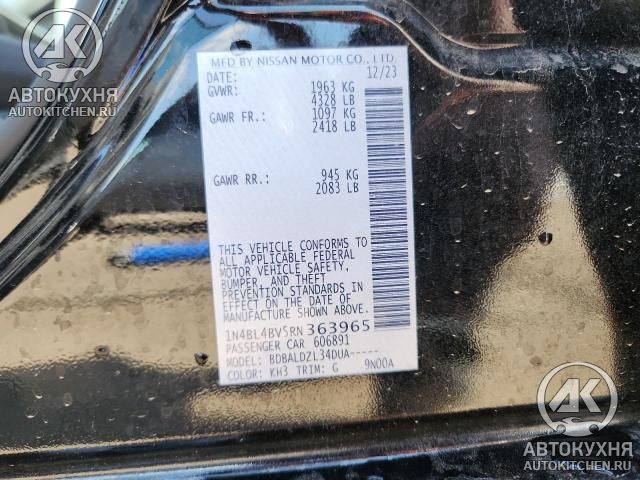 AK
АВТОКУХНЯ
AUTOKITCHEN.RU
MFD BY NISSAN MOTOR CO., LTD.
DATE: 12/23
GVWR: 1963 KG
4328 LB
GAWR FR.: 1097 KG
2418 LB
GAWR RR.: 945 KG
2083 LB
THIS VEHICLE CONFORMS TO
ALL APPLICABLE FEDERAL
MOTOR VEHICLE SAFETY,
BUMPER, AND THEFT
PREVENTION STANDARDS IN
EFFECT ON THE DATE OF
MANUFACTURE SHOWN ABOVE.
1N4BL4BV5RN363965
PASSENGER CAR 606891
MODEL: BDBALDZL34DUA-----
COLOR: KH3 TRIM: G 9N00A
AK
АВТОКУХНЯ
AUTOKITCHEN.RU